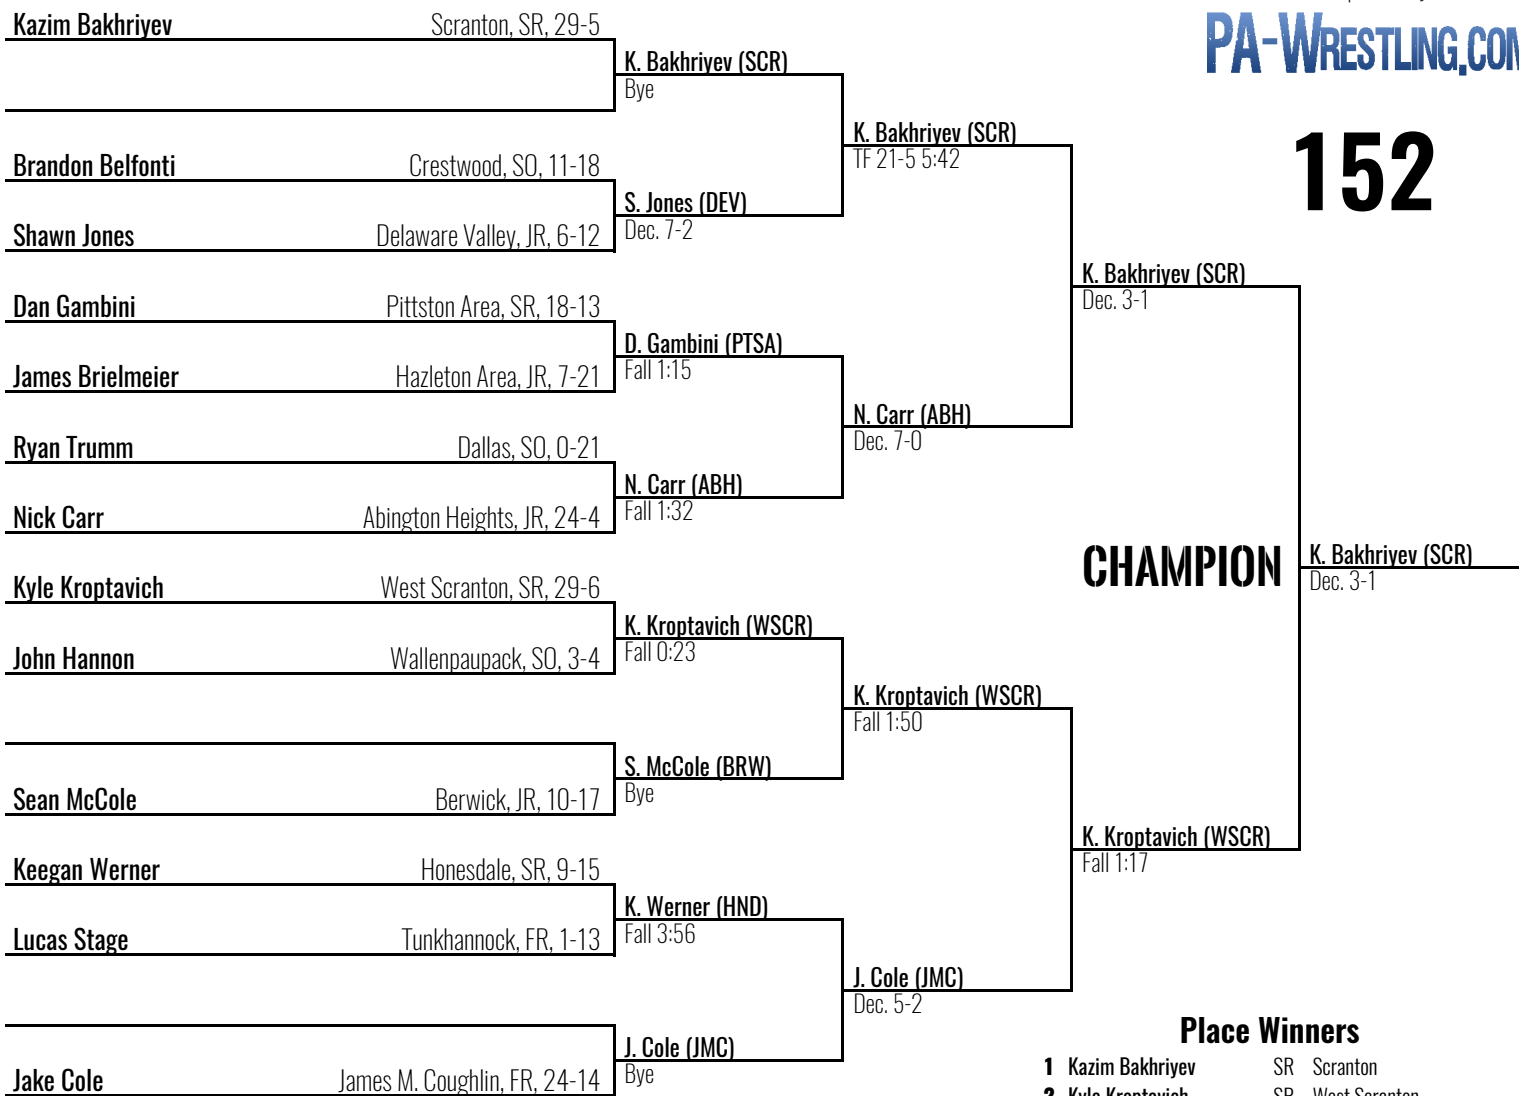 PA-WRESTLING.COM
152
Kazim Bakhriyev Scranton, SR, 29-5
K. Bakhriyev (SCR)
Bye
K. Bakhriyev (SCR)
TF 21-5 5:42
Brandon Belfonti Crestwood, SO, 11-18
S. Jones (DEV)
Dec. 7-2
Shawn Jones Delaware Valley, JR, 6-12
K. Bakhriyev (SCR)
Dec. 3-1
Dan Gambini Pittston Area, SR, 18-13
D. Gambini (PTSA)
Fall 1:15
James Brielmeier Hazleton Area, JR, 7-21
N. Carr (ABH)
Dec. 7-0
Ryan Trumm Dallas, SO, 0-21
N. Carr (ABH)
Fall 1:32
Nick Carr Abington Heights, JR, 24-4
CHAMPION
K. Bakhriyev (SCR)
Dec. 3-1
Kyle Kroptavich West Scranton, SR, 29-6
K. Kroptavich (WSCR)
Fall 0:23
John Hannon Wallenpaupack, SO, 3-4
K. Kroptavich (WSCR)
Fall 1:50
S. McCole (BRW)
Bye
Sean McCole Berwick, JR, 10-17
K. Kroptavich (WSCR)
Fall 1:17
Keegan Werner Honesdale, SR, 9-15
K. Werner (HND)
Fall 3:56
Lucas Stage Tunkhannock, FR, 1-13
J. Cole (JMC)
Dec. 5-2
J. Cole (JMC)
Bye
Jake Cole James M. Coughlin, FR, 24-14
Place Winners
1 Kazim Bakhriyev SR Scranton
2 Kyle Kroptavich SR West Scranton